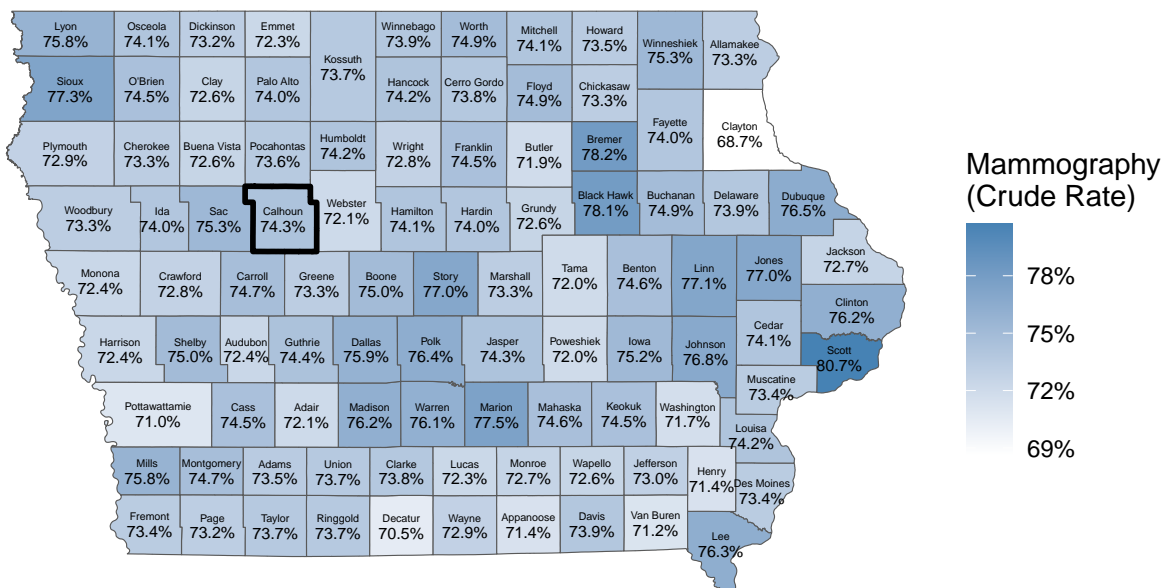 Lyon
75.8%
Osceola
74.1%
Dickinson
73.2%
Emmet
72.3%
Kossuth
73.7%
Winnebago
73.9%
Worth
74.9%
Mitchell
74.1%
Howard
73.5%
Winneshiek
75.3%
Allamakee
73.3%
Sioux
77.3%
O'Brien
74.5%
Clay
72.6%
Palo Alto
74.0%
Hancock
74.2%
Cerro Gordo
73.8%
Floyd
74.9%
Chickasaw
73.3%
Fayette
74.0%
Clayton
68.7%
Plymouth
72.9%
Cherokee
73.3%
Buena Vista
72.6%
Pocahontas
73.6%
Humboldt
74.2%
Wright
72.8%
Franklin
74.5%
Butler
71.9%
Bremer
78.2%
Woodbury
73.3%
Ida
74.0%
Sac
75.3%
Calhoun
74.3%
Webster
72.1%
Hamilton
74.1%
Hardin
74.0%
Grundy
72.6%
Black Hawk
78.1%
Buchanan
74.9%
Delaware
73.9%
Dubuque
76.5%
Monona
72.4%
Crawford
72.8%
Carroll
74.7%
Greene
73.3%
Boone
75.0%
Story
77.0%
Marshall
73.3%
Tama
72.0%
Benton
74.6%
Linn
77.1%
Jones
77.0%
Jackson
72.7%
Clinton
76.2%
Harrison
72.4%
Shelby
75.0%
Audubon
72.4%
Guthrie
74.4%
Dallas
75.9%
Polk
76.4%
Jasper
74.3%
Poweshiek
72.0%
Iowa
75.2%
Johnson
76.8%
Cedar
74.1%
Scott
80.7%
Muscatine
73.4%
Pottawattamie
71.0%
Cass
74.5%
Adair
72.1%
Madison
76.2%
Warren
76.1%
Marion
77.5%
Mahaska
74.6%
Keokuk
74.5%
Washington
71.7%
Louisa
74.2%
Mills
75.8%
Montgomery
74.7%
Adams
73.5%
Union
73.7%
Clarke
73.8%
Lucas
72.3%
Monroe
72.7%
Wapello
72.6%
Jefferson
73.0%
Henry
71.4%
Des Moines
73.4%
Fremont
73.4%
Page
73.2%
Taylor
73.7%
Ringgold
73.7%
Decatur
70.5%
Wayne
72.9%
Appanoose
71.4%
Davis
73.9%
Van Buren
71.2%
Lee
76.3%
Mammography
(Crude Rate)
78%
75%
72%
69%